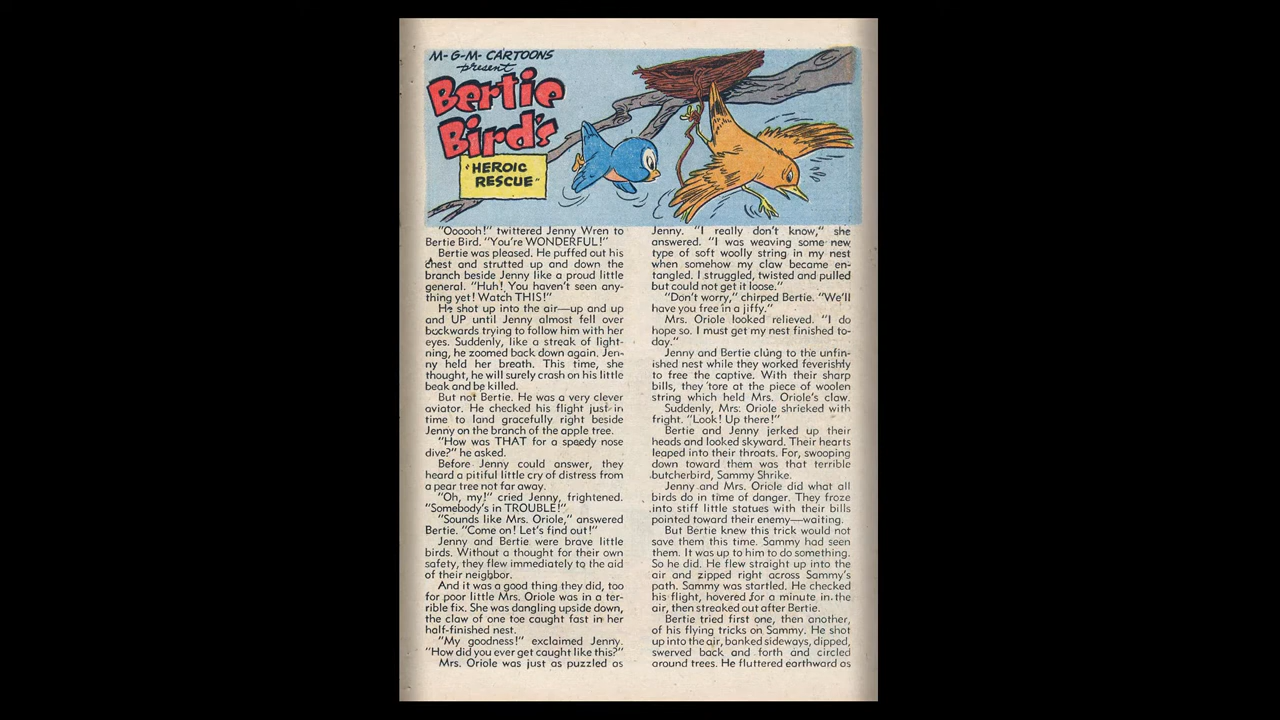 M-G-M- CARTOONS
present
Bertie
Bird's
"HEROIC
RESCUE"
"Oooooh!" twittered Jenny Wren to
Bertie Bird. "You're WONDERFUL!"
Bertie was pleased. He puffed out his
chest and strutted up and down the
branch beside Jenny like a proud little
general. "Huh! You haven't seen any-
thing yet! Watch THIS!"
He shot up into the air—up and up
and UP until Jenny almost fell over
backwards trying to follow him with her
eyes. Suddenly, like a streak of light-
ning, he zoomed back down again. Jen-
ny held her breath. This time, she
thought, he will surely crash on his little
beak and be killed.
But not Bertie. He was a very clever
aviator. He checked his flight just in
time to land gracefully right beside
Jenny on the branch of the apple tree.
"How was THAT for a speedy nose
dive?" he asked.
Before Jenny could answer, they
heard a pitiful little cry of distress from
a pear tree not far away.
"Oh, my!" cried Jenny, frightened.
"Somebody's in TROUBLE!"
"Sounds like Mrs. Oriole," answered
Bertie. "Come on! Let's find out!"
Jenny and Bertie were brave little
birds. Without a thought for their own
safety, they flew immediately to the aid
of their neighbor.
And it was a good thing they did, too
for poor little Mrs. Oriole was in a ter-
rible fix. She was dangling upside down,
the claw of one toe caught fast in her
half-finished nest.
"My goodness!" exclaimed Jenny.
"How did you ever get caught like this?"
Mrs. Oriole was just as puzzled as
Jenny. "I really don't know," she
answered. "I was weaving some new
type of soft woolly string in my nest
when somehow my claw became en-
tangled. I struggled, twisted and pulled
but could not get it loose."
"Don't worry," chirped Bertie. "We'll
have you free in a jiffy."
Mrs. Oriole looked relieved. "I do
hope so. I must get my nest finished to-
day."
Jenny and Bertie clung to the unfin-
ished nest while they worked feverishly
to free the captive. With their sharp
bills, they tore at the piece of woolen
string which held Mrs. Oriole's claw.
Suddenly, Mrs. Oriole shrieked with
fright. "Look! Up there!"
Bertie and Jenny jerked up their
heads and looked skyward. Their hearts
leaped into their throats. For, swooping
down toward them was that terrible
butcherbird, Sammy Shrike.
Jenny and Mrs. Oriole did what all
birds do in time of danger. They froze
into stiff little statues with their bills
pointed toward their enemy—waiting.
But Bertie knew this trick would not
save them this time. Sammy had seen
them. It was up to him to do something.
So he did. He flew straight up into the
air and zipped right across Sammy's
path. Sammy was startled. He checked
his flight, hovered for a minute in the
air, then streaked out after Bertie.
Bertie tried first one, then another,
of his flying tricks on Sammy. He shot
up into the air, banked sideways, dipped,
swerved back and forth and circled
around trees. He fluttered earthward as